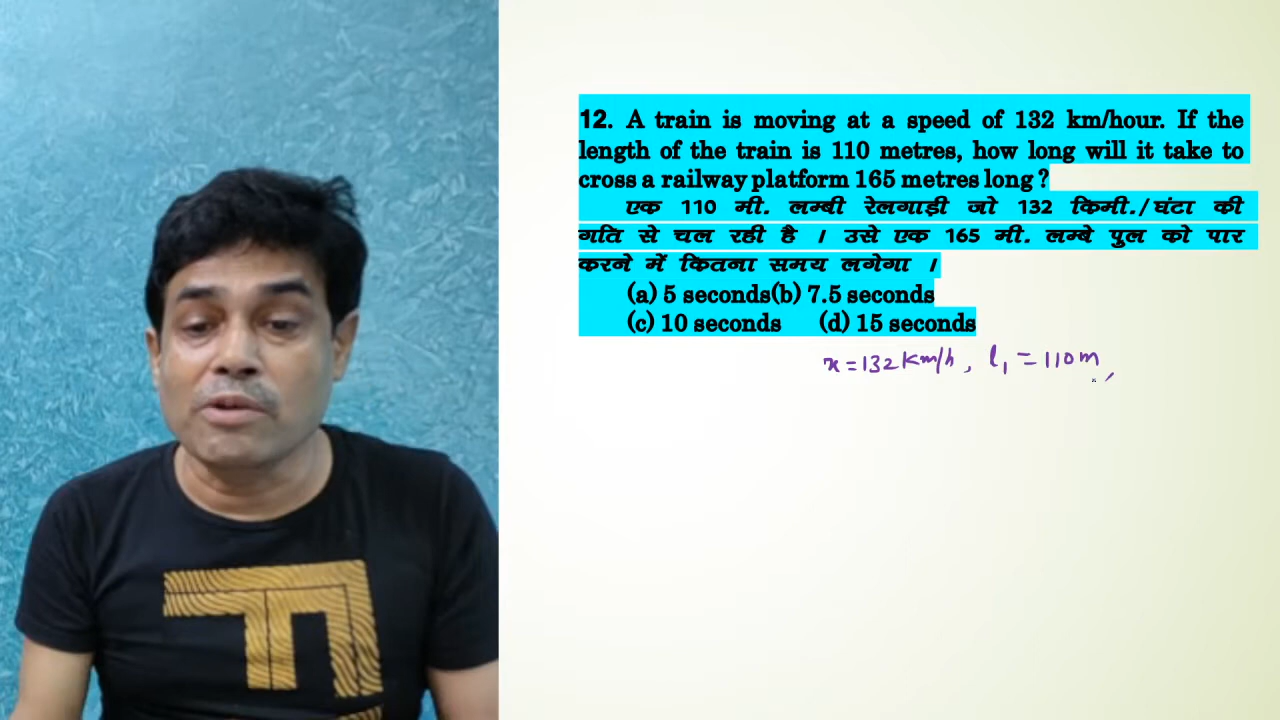 12. A train is moving at a speed of 132 km/hour. If the
length of the train is 110 metres, how long will it take to
cross a railway platform 165 metres long ?
एक 110 मी. लम्बी रेलगाड़ी जो 132 किमी./घंटा की
गति से चल रही है । उसे एक 165 मी. लम्बे पुल को पार
करने में कितना समय लगेगा ।
(a) 5 seconds(b) 7.5 seconds
(c) 10 seconds (d) 15 seconds
x=132 Km/h, l₁ = 110m,